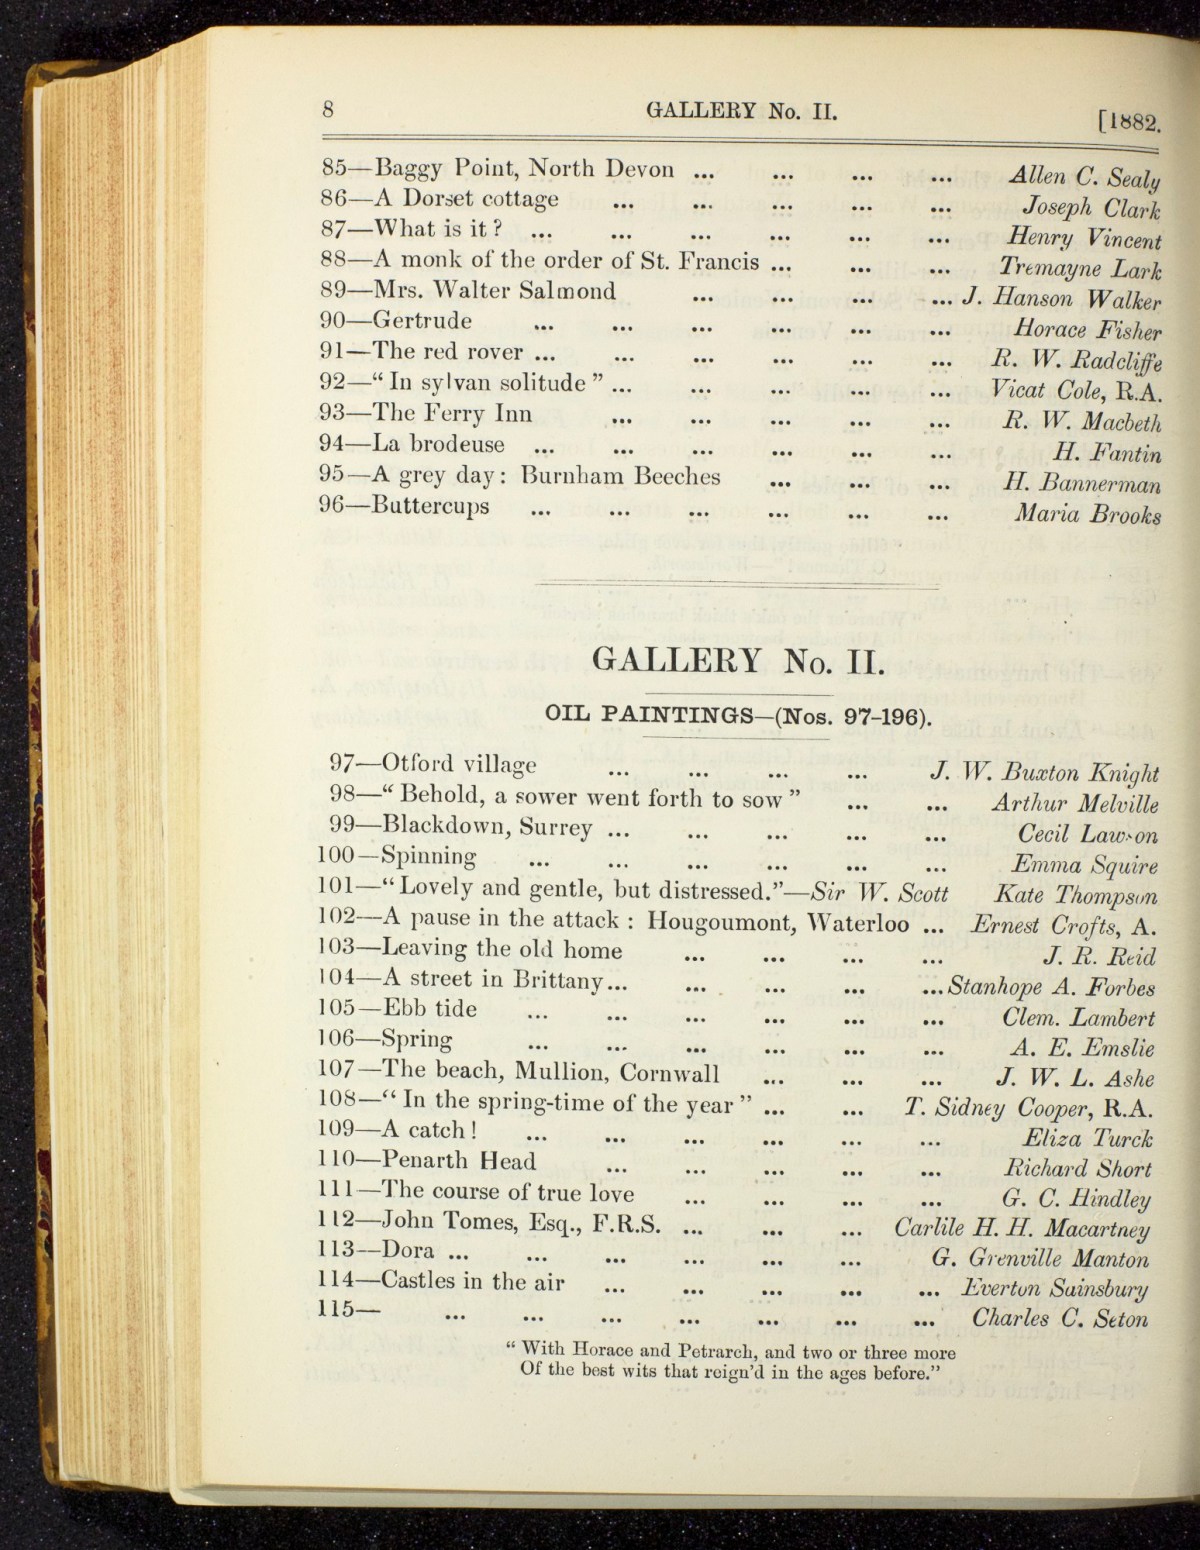 8 GALLERY No. II. [1882.
85—Baggy Point, North Devon ... ... ... ... Allen C. Sealy
86—A Dorset cottage ... ... ... ... ... Joseph Clark
87—What is it? ... ... ... ... ... ... Henry Vincent
88—A monk of the order of St. Francis ... ... ... Tremayne Lark
89—Mrs. Walter Salmond ... ... ... ... J. Hanson Walker
90—Gertrude ... ... ... ... ... ... Horace Fisher
91—The red rover ... ... ... ... ... ... R. W. Radcliffe
92—“In sylvan solitude” ... ... ... ... ... Vicat Cole, R.A.
93—The Ferry Inn ... ... ... ... ... R. W. Macbeth
94—La brodeuse ... ... ... ... ... ... H. Fantin
95—A grey day: Burnham Beeches ... ... ... H. Bannerman
96—Buttercups ... ... ... ... ... ... Maria Brooks
GALLERY No. II.
OIL PAINTINGS—(Nos. 97-196).
97—Otford village ... ... ... ... J. W. Buxton Knight
98—“Behold, a sower went forth to sow” ... ... Arthur Melville
99—Blackdown, Surrey ... ... ... ... ... Cecil Lawson
100—Spinning ... ... ... ... ... ... Emma Squire
101—“Lovely and gentle, but distressed.”—Sir W. Scott Kate Thompson
102—A pause in the attack: Hougoumont, Waterloo ... Ernest Crofts, A.
103—Leaving the old home ... ... ... ... J. R. Reid
104—A street in Brittany... ... ... ... ... Stanhope A. Forbes
105—Ebb tide ... ... ... ... ... ... Clem. Lambert
106—Spring ... ... ... ... ... ... A. E. Emslie
107—The beach, Mullion, Cornwall ... ... ... J. W. L. Ashe
108—“In the spring-time of the year” ... ... T. Sidney Cooper, R.A.
109—A catch! ... ... ... ... ... ... Eliza Turck
110—Penarth Head ... ... ... ... ... Richard Short
111—The course of true love ... ... ... ... G. C. Hindley
112—John Tomes, Esq., F.R.S. ... ... ... Carlile H. H. Macartney
113—Dora ... ... ... ... ... ... G. Grenville Manton
114—Castles in the air ... ... ... ... ... Everton Sainsbury
115— ... ... ... ... ... ... ... Charles C. Seton
“With Horace and Petrarch, and two or three more
Of the best wits that reign’d in the ages before.”